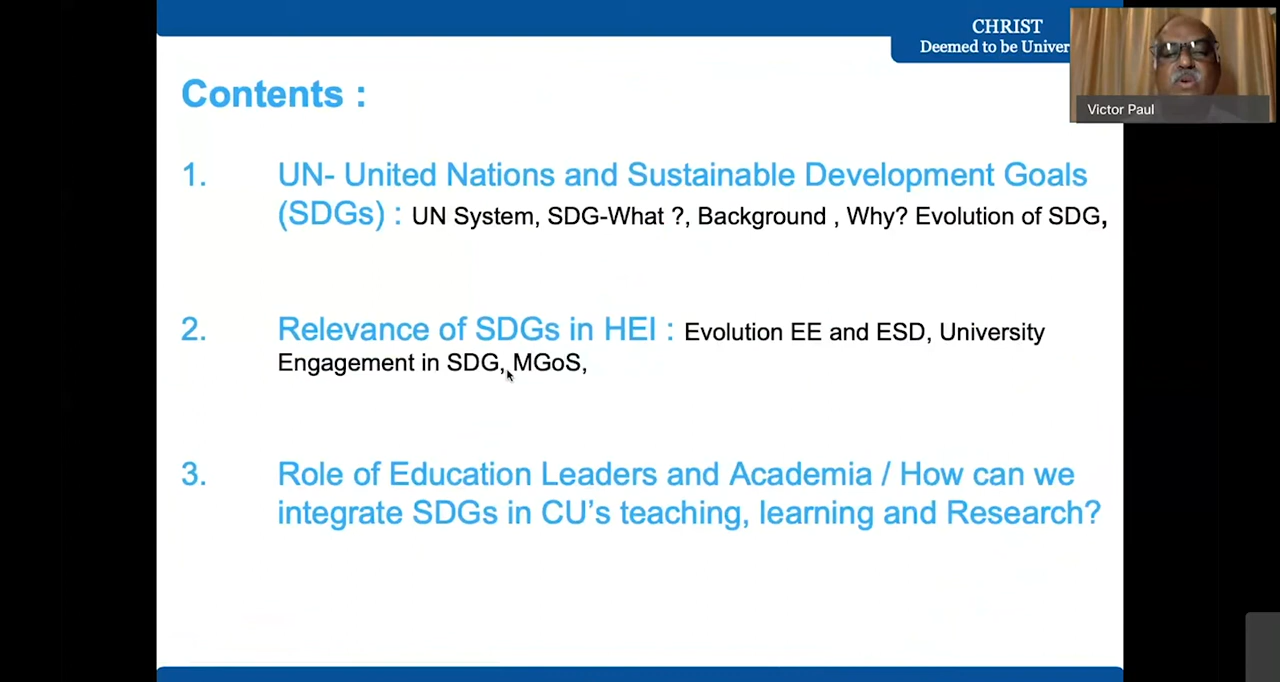 CHRIST
Deemed to be Univer
Victor Paul
Contents :
1. UN- United Nations and Sustainable Development Goals
(SDGs) : UN System, SDG-What ?, Background , Why? Evolution of SDG,
2. Relevance of SDGs in HEI : Evolution EE and ESD, University
Engagement in SDG, MGoS,
3. Role of Education Leaders and Academia / How can we
integrate SDGs in CU’s teaching, learning and Research?